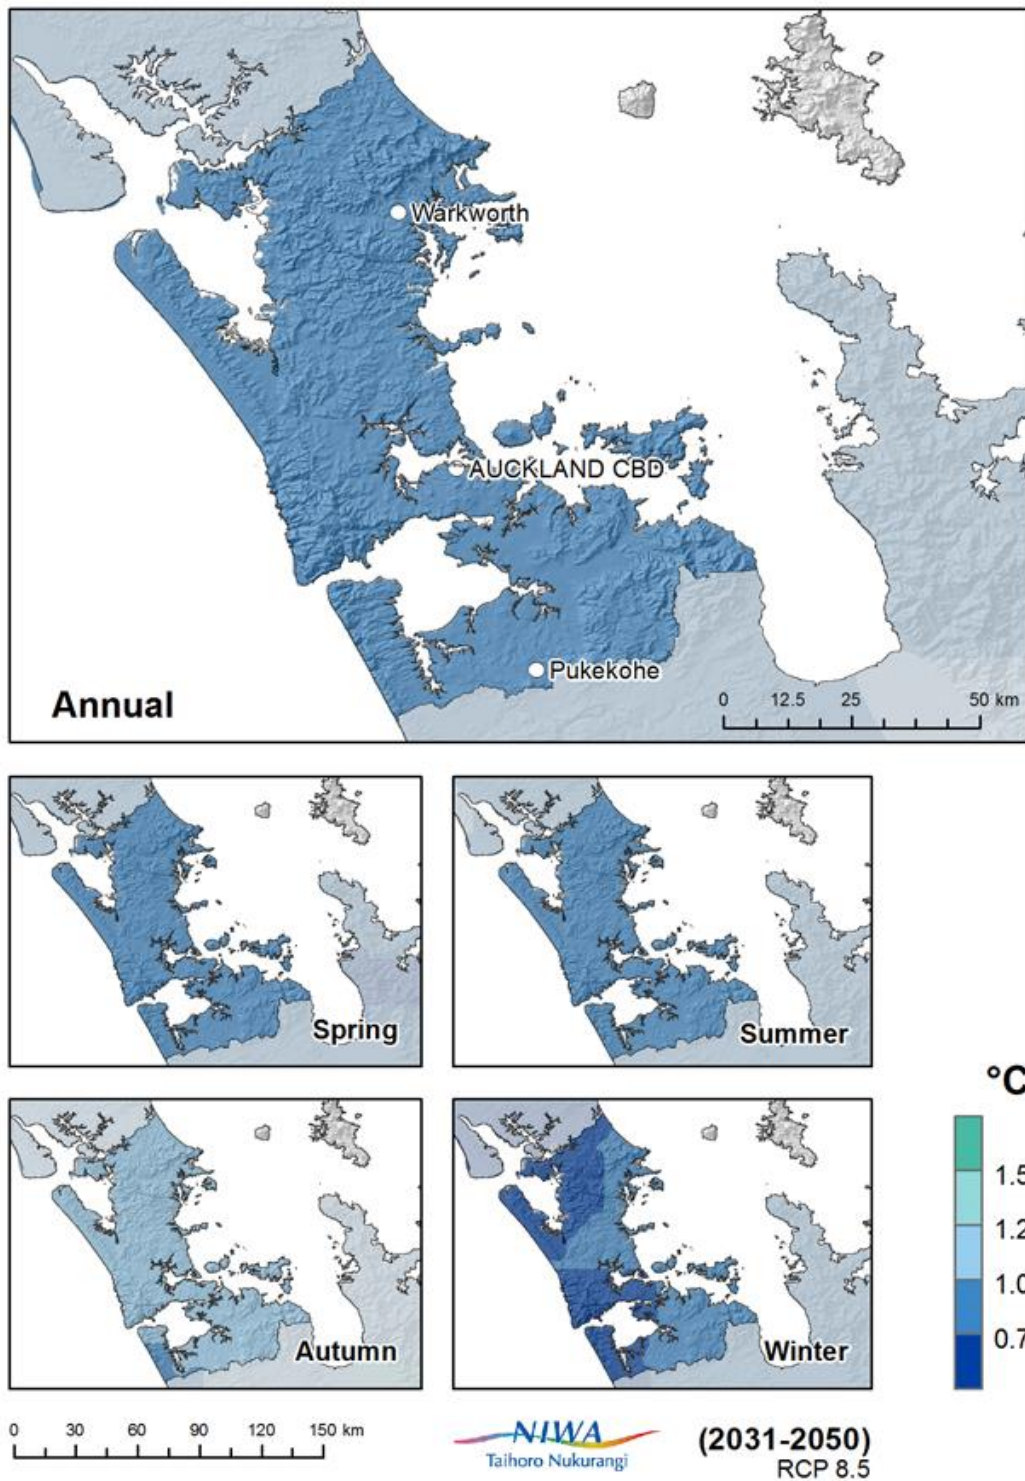 Warkworth
AUCKLAND CBD
Pukekohe
Annual
0 12.5 25 50 km
Spring
Summer
°C
1.5
1.2
1.0
0.7
Autumn
Winter
0 30 60 90 120 150 km
NIWA
Taihoro Nukurangi
(2031-2050)
RCP 8.5